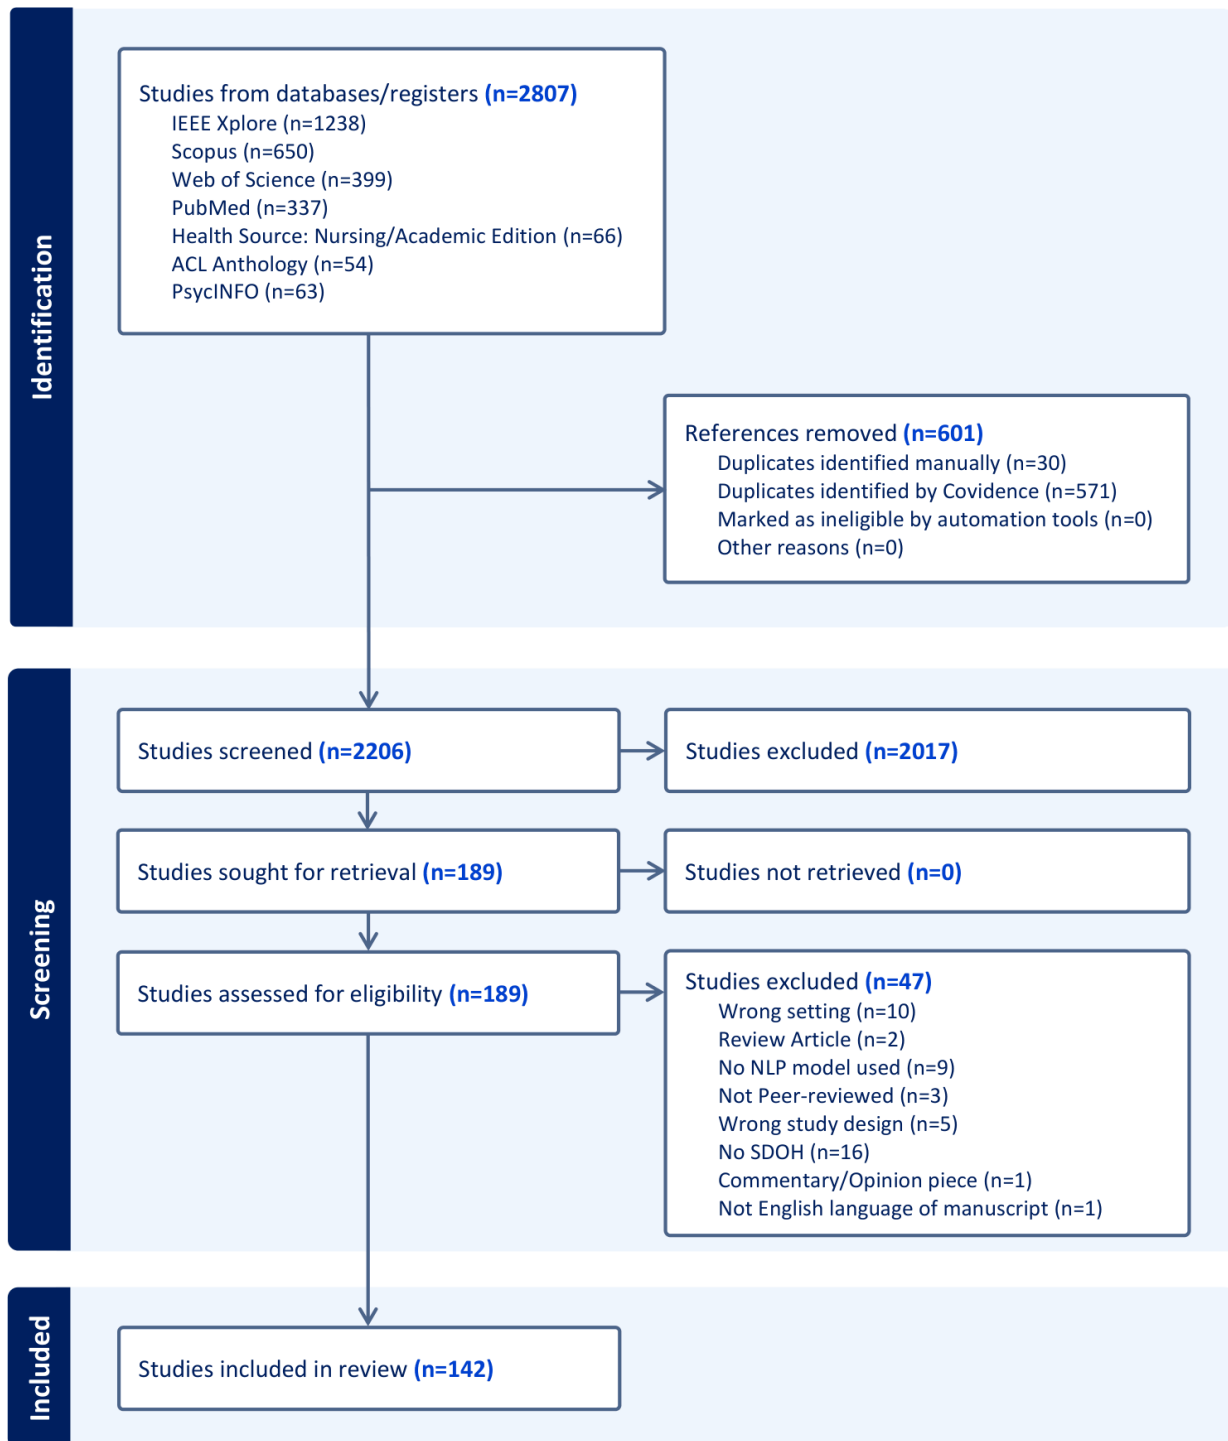 Identification
Studies from databases/registers (n=2807)
IEEE Xplore (n=1238)
Scopus (n=650)
Web of Science (n=399)
PubMed (n=337)
Health Source: Nursing/Academic Edition (n=66)
ACL Anthology (n=54)
PsycINFO (n=63)
References removed (n=601)
Duplicates identified manually (n=30)
Duplicates identified by Covidence (n=571)
Marked as ineligible by automation tools (n=0)
Other reasons (n=0)
Screening
Studies screened (n=2206)
Studies excluded (n=2017)
Studies sought for retrieval (n=189)
Studies not retrieved (n=0)
Studies assessed for eligibility (n=189)
Studies excluded (n=47)
Wrong setting (n=10)
Review Article (n=2)
No NLP model used (n=9)
Not Peer-reviewed (n=3)
Wrong study design (n=5)
No SDOH (n=16)
Commentary/Opinion piece (n=1)
Not English language of manuscript (n=1)
Included
Studies included in review (n=142)